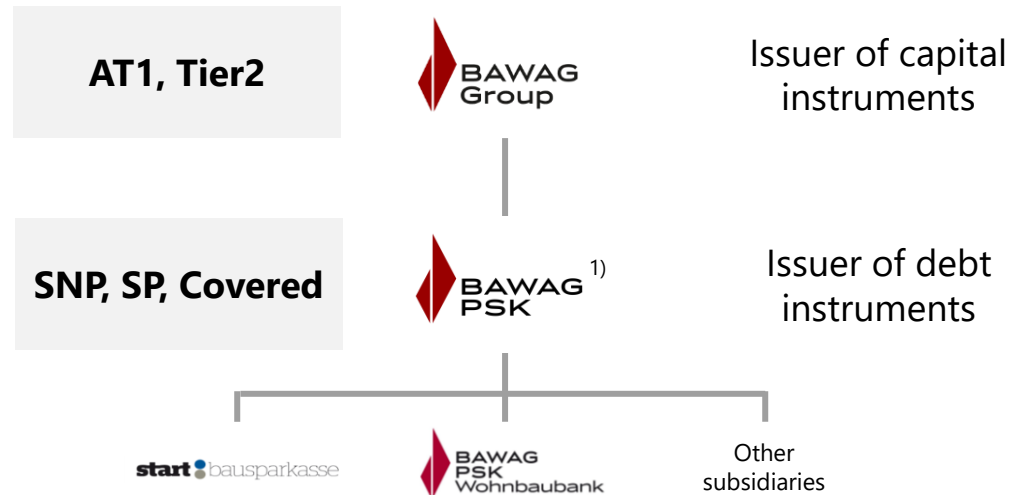 AT1, Tier2
BAWAG
Group
Issuer of capital
instruments
SNP, SP, Covered
BAWAG 1)
PSK
Issuer of debt
instruments
start bausparkasse
BAWAG
PSK
Wohnbaubank
Other
subsidiaries